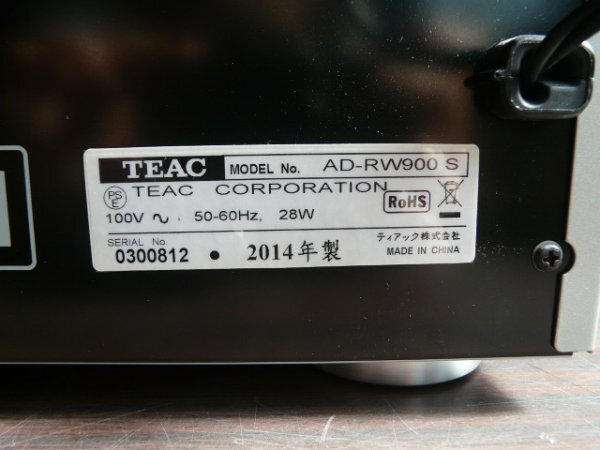 TEAC MODEL No. AD-RW900 S
PS E TEAC CORPORATION RoHS
100V ~, 50-60Hz, 28W
SERIAL No. ティアック株式会社
0300812 • 2014年製 MADE IN CHINA